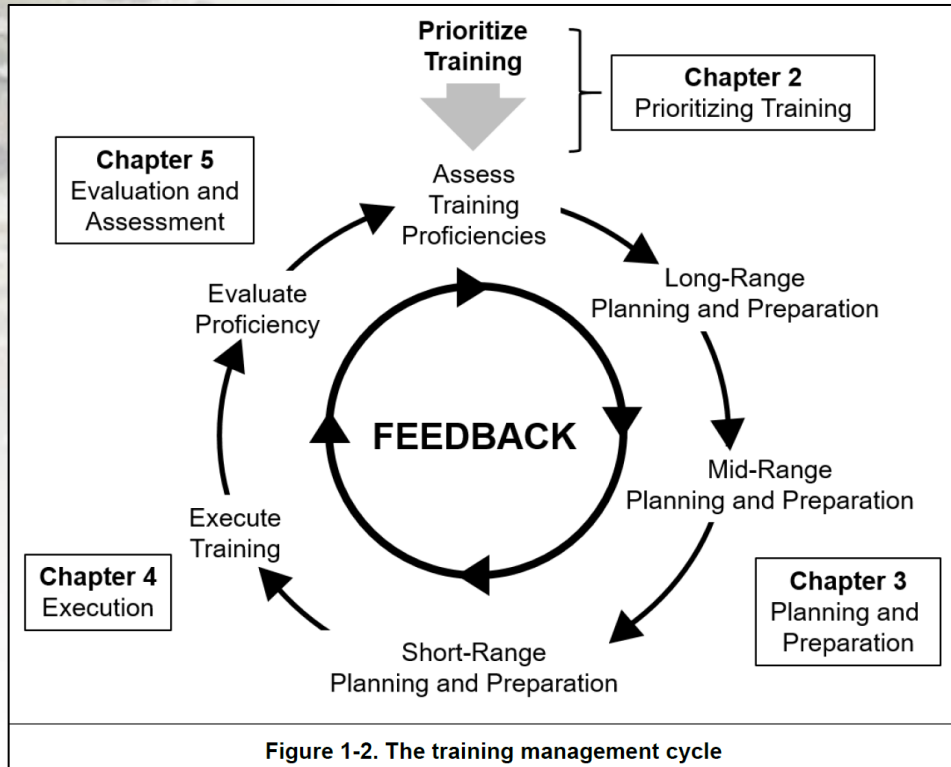 Prioritize
Training
Chapter 2
Prioritizing Training
Chapter 5
Evaluation and
Assessment
Assess
Training
Proficiencies
Long-Range
Planning and Preparation
Evaluate
Proficiency
FEEDBACK
Mid-Range
Planning and Preparation
Execute
Training
Chapter 4
Execution
Chapter 3
Planning and
Preparation
Short-Range
Planning and Preparation
Figure 1-2. The training management cycle